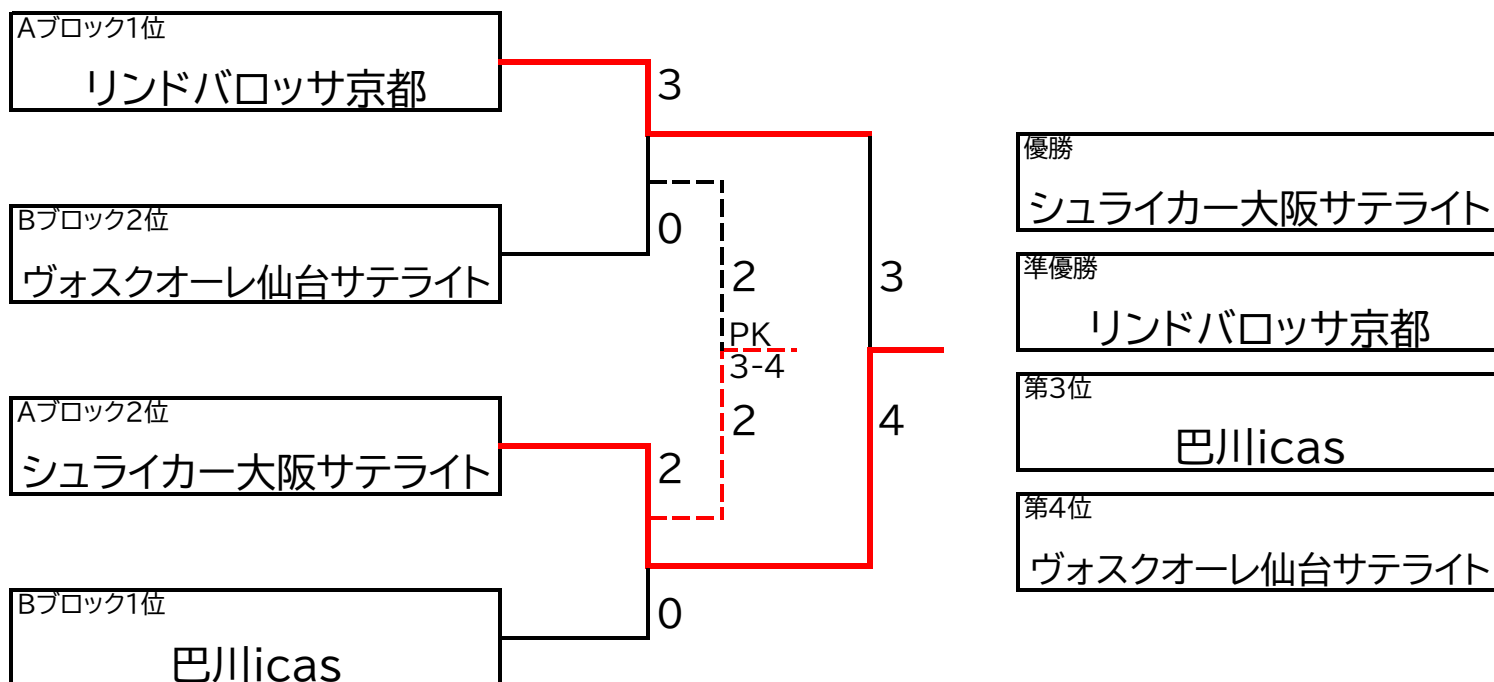 Aブロック1位
リンドバロッサ京都
3
Bブロック2位
ヴォスクオーレ仙台サテライト
0
2
PK
3-4
2
3
4
Aブロック2位
シュライカー大阪サテライト
2
Bブロック1位
巴川icas
0
優勝
シュライカー大阪サテライト
準優勝
リンドバロッサ京都
第3位
巴川icas
第4位
ヴォスクオーレ仙台サテライト